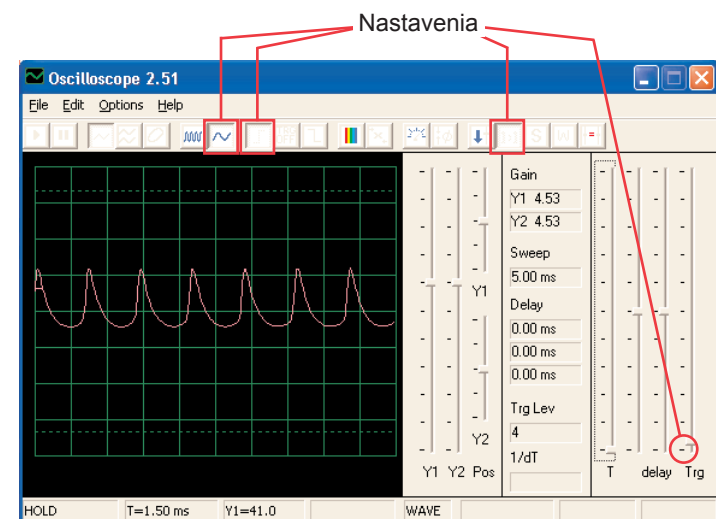 Nastavenia
Oscilloscope 2.51
File Edit Options Help
Gain
Y1 4.53
Y2 4.53
Sweep
5.00 ms
Delay
0.00 ms
0.00 ms
0.00 ms
Trg Lev
4
1/dT
Y1
Y2
Y1 Y2 Pos
T delay Trg
HOLD T=1.50 ms Y1=41.0 WAVE